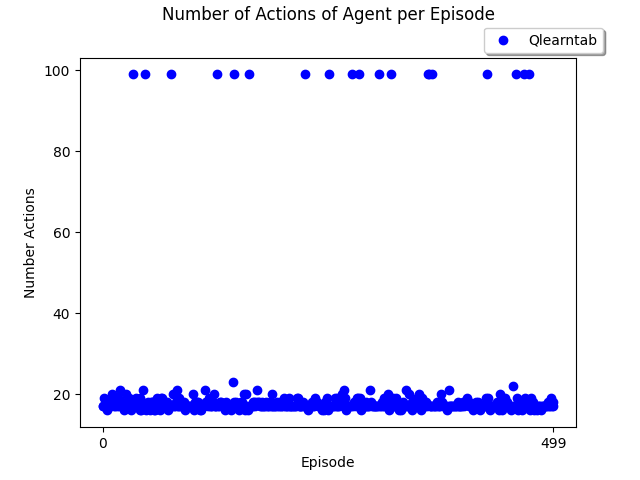 Number of Actions of Agent per Episode
Qlearntab
100
80
60
40
20
Number Actions
0
499
Episode